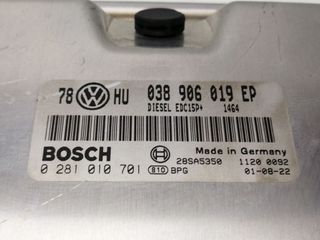 78 HU 038 906 019 EP
DIESEL EDC15P+ 1464
BOSCH Made in Germany
28SA5350 1120 0092
0 281 010 701 810 BPG 01-08-22